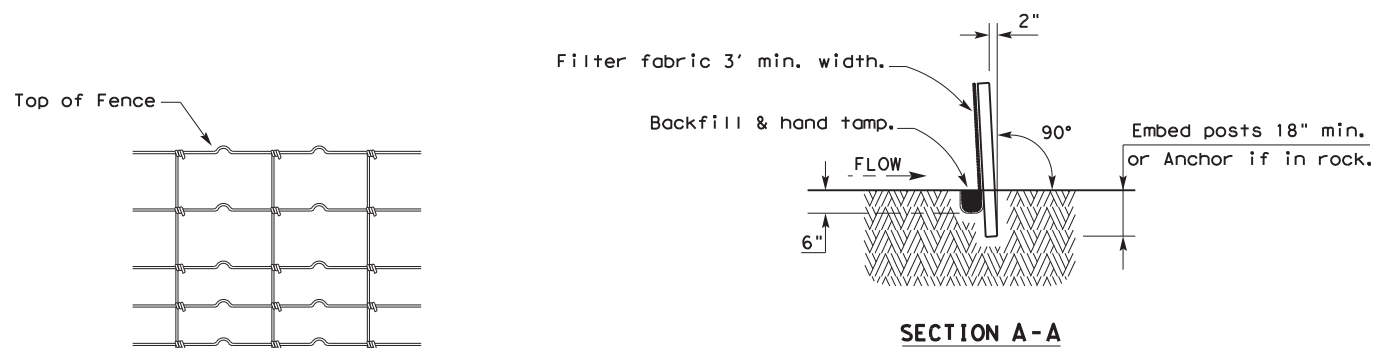 2"
Filter fabric 3' min. width.
Top of Fence
Backfill & hand tamp.
90°
Embed posts 18" min.
or Anchor if in rock.
FLOW
6"
SECTION A-A